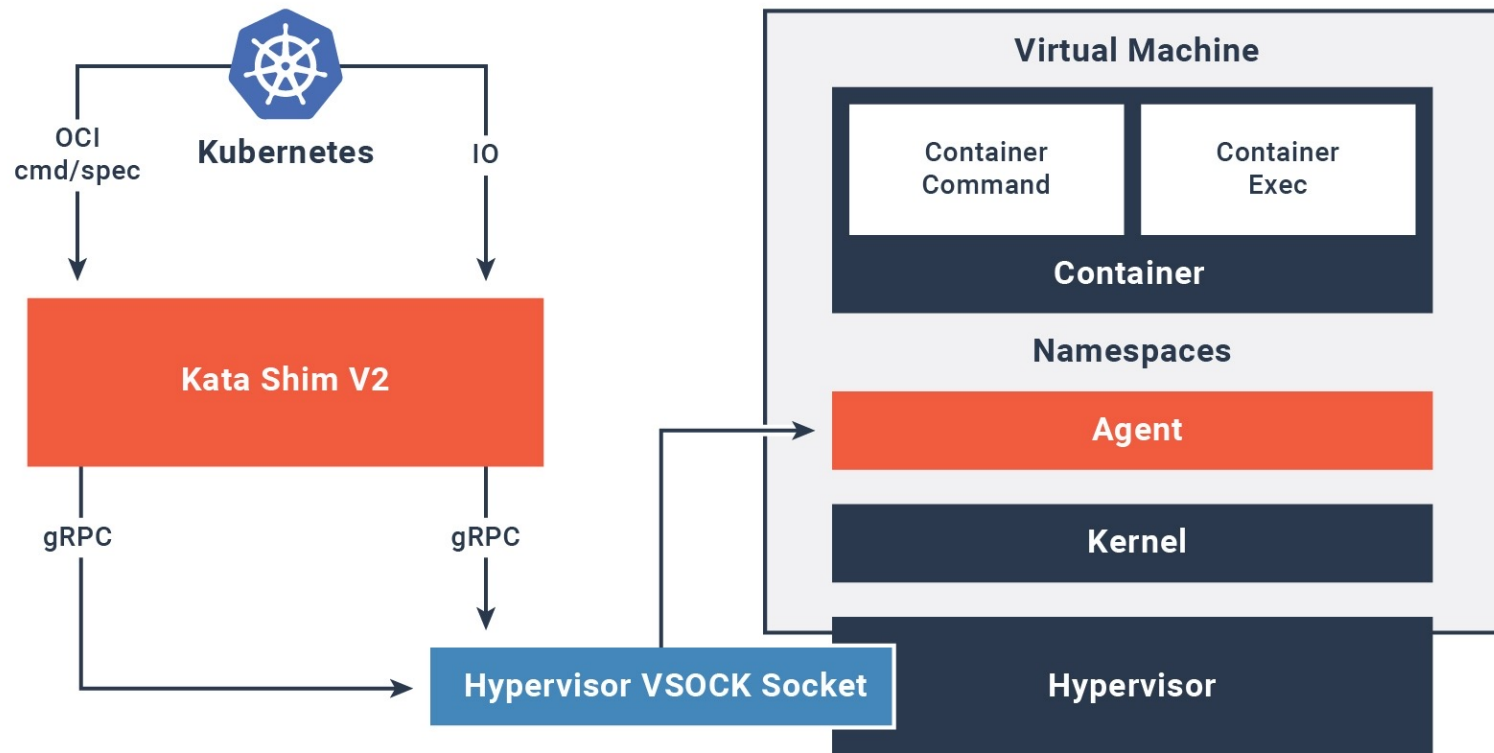 OCI
cmd/spec
Kubernetes
IO
Kata Shim V2
gRPC
gRPC
Hypervisor VSOCK Socket
Virtual Machine
Container
Command
Container
Exec
Container
Namespaces
Agent
Kernel
Hypervisor